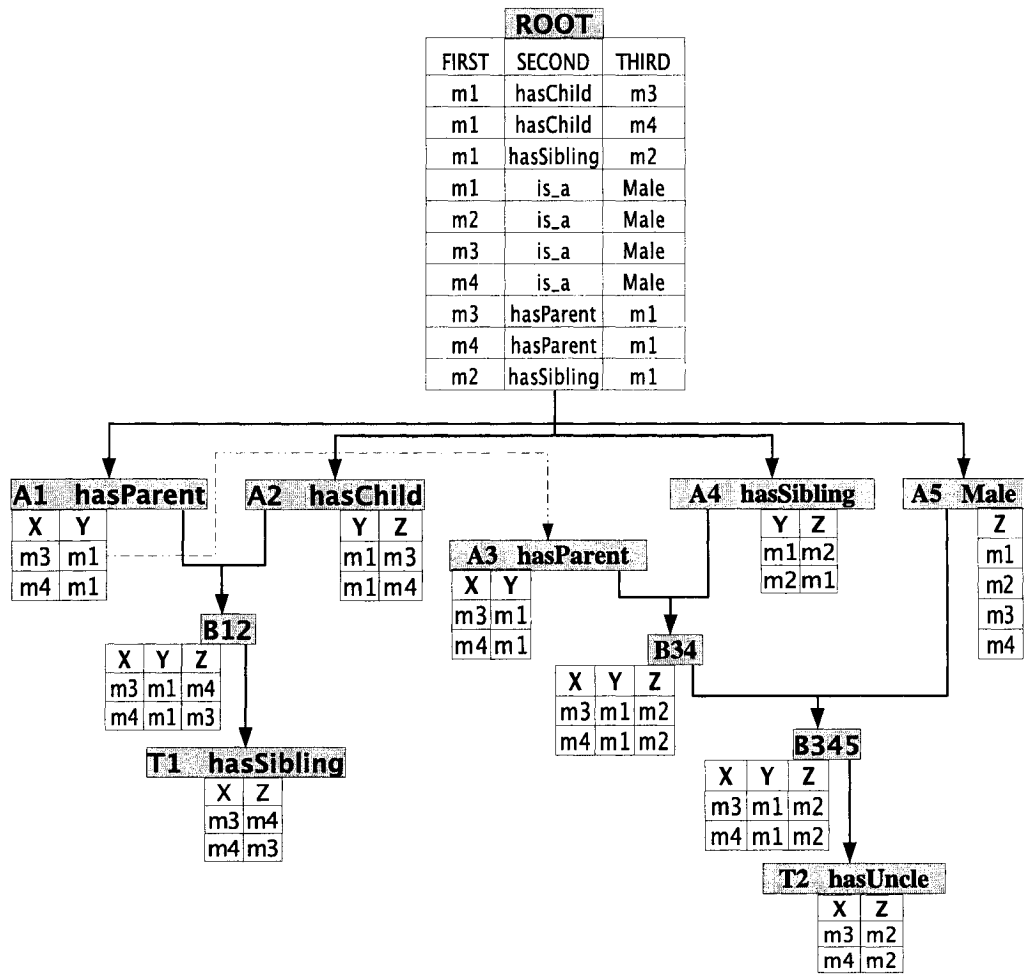 ROOT
FIRST SECOND THIRD
m1 hasChild m3
m1 hasChild m4
m1 hasSibling m2
m1 is_a Male
m2 is_a Male
m3 is_a Male
m4 is_a Male
m3 hasParent m1
m4 hasParent m1
m2 hasSibling m1
A1 hasParent
X Y
m3 m1
m4 m1
A2 hasChild
Y Z
m1 m3
m1 m4
A3 hasParent
X Y
m3 m1
m4 m1
A4 hasSibling
Y Z
m1 m2
m2 m1
A5 Male
Z
m1
m2
m3
m4
B12
X Y Z
m3 m1 m4
m4 m1 m3
B34
X Y Z
m3 m1 m2
m4 m1 m2
T1 hasSibling
X Z
m3 m4
m4 m3
B345
X Y Z
m3 m1 m2
m4 m1 m2
T2 hasUncle
X Z
m3 m2
m4 m2